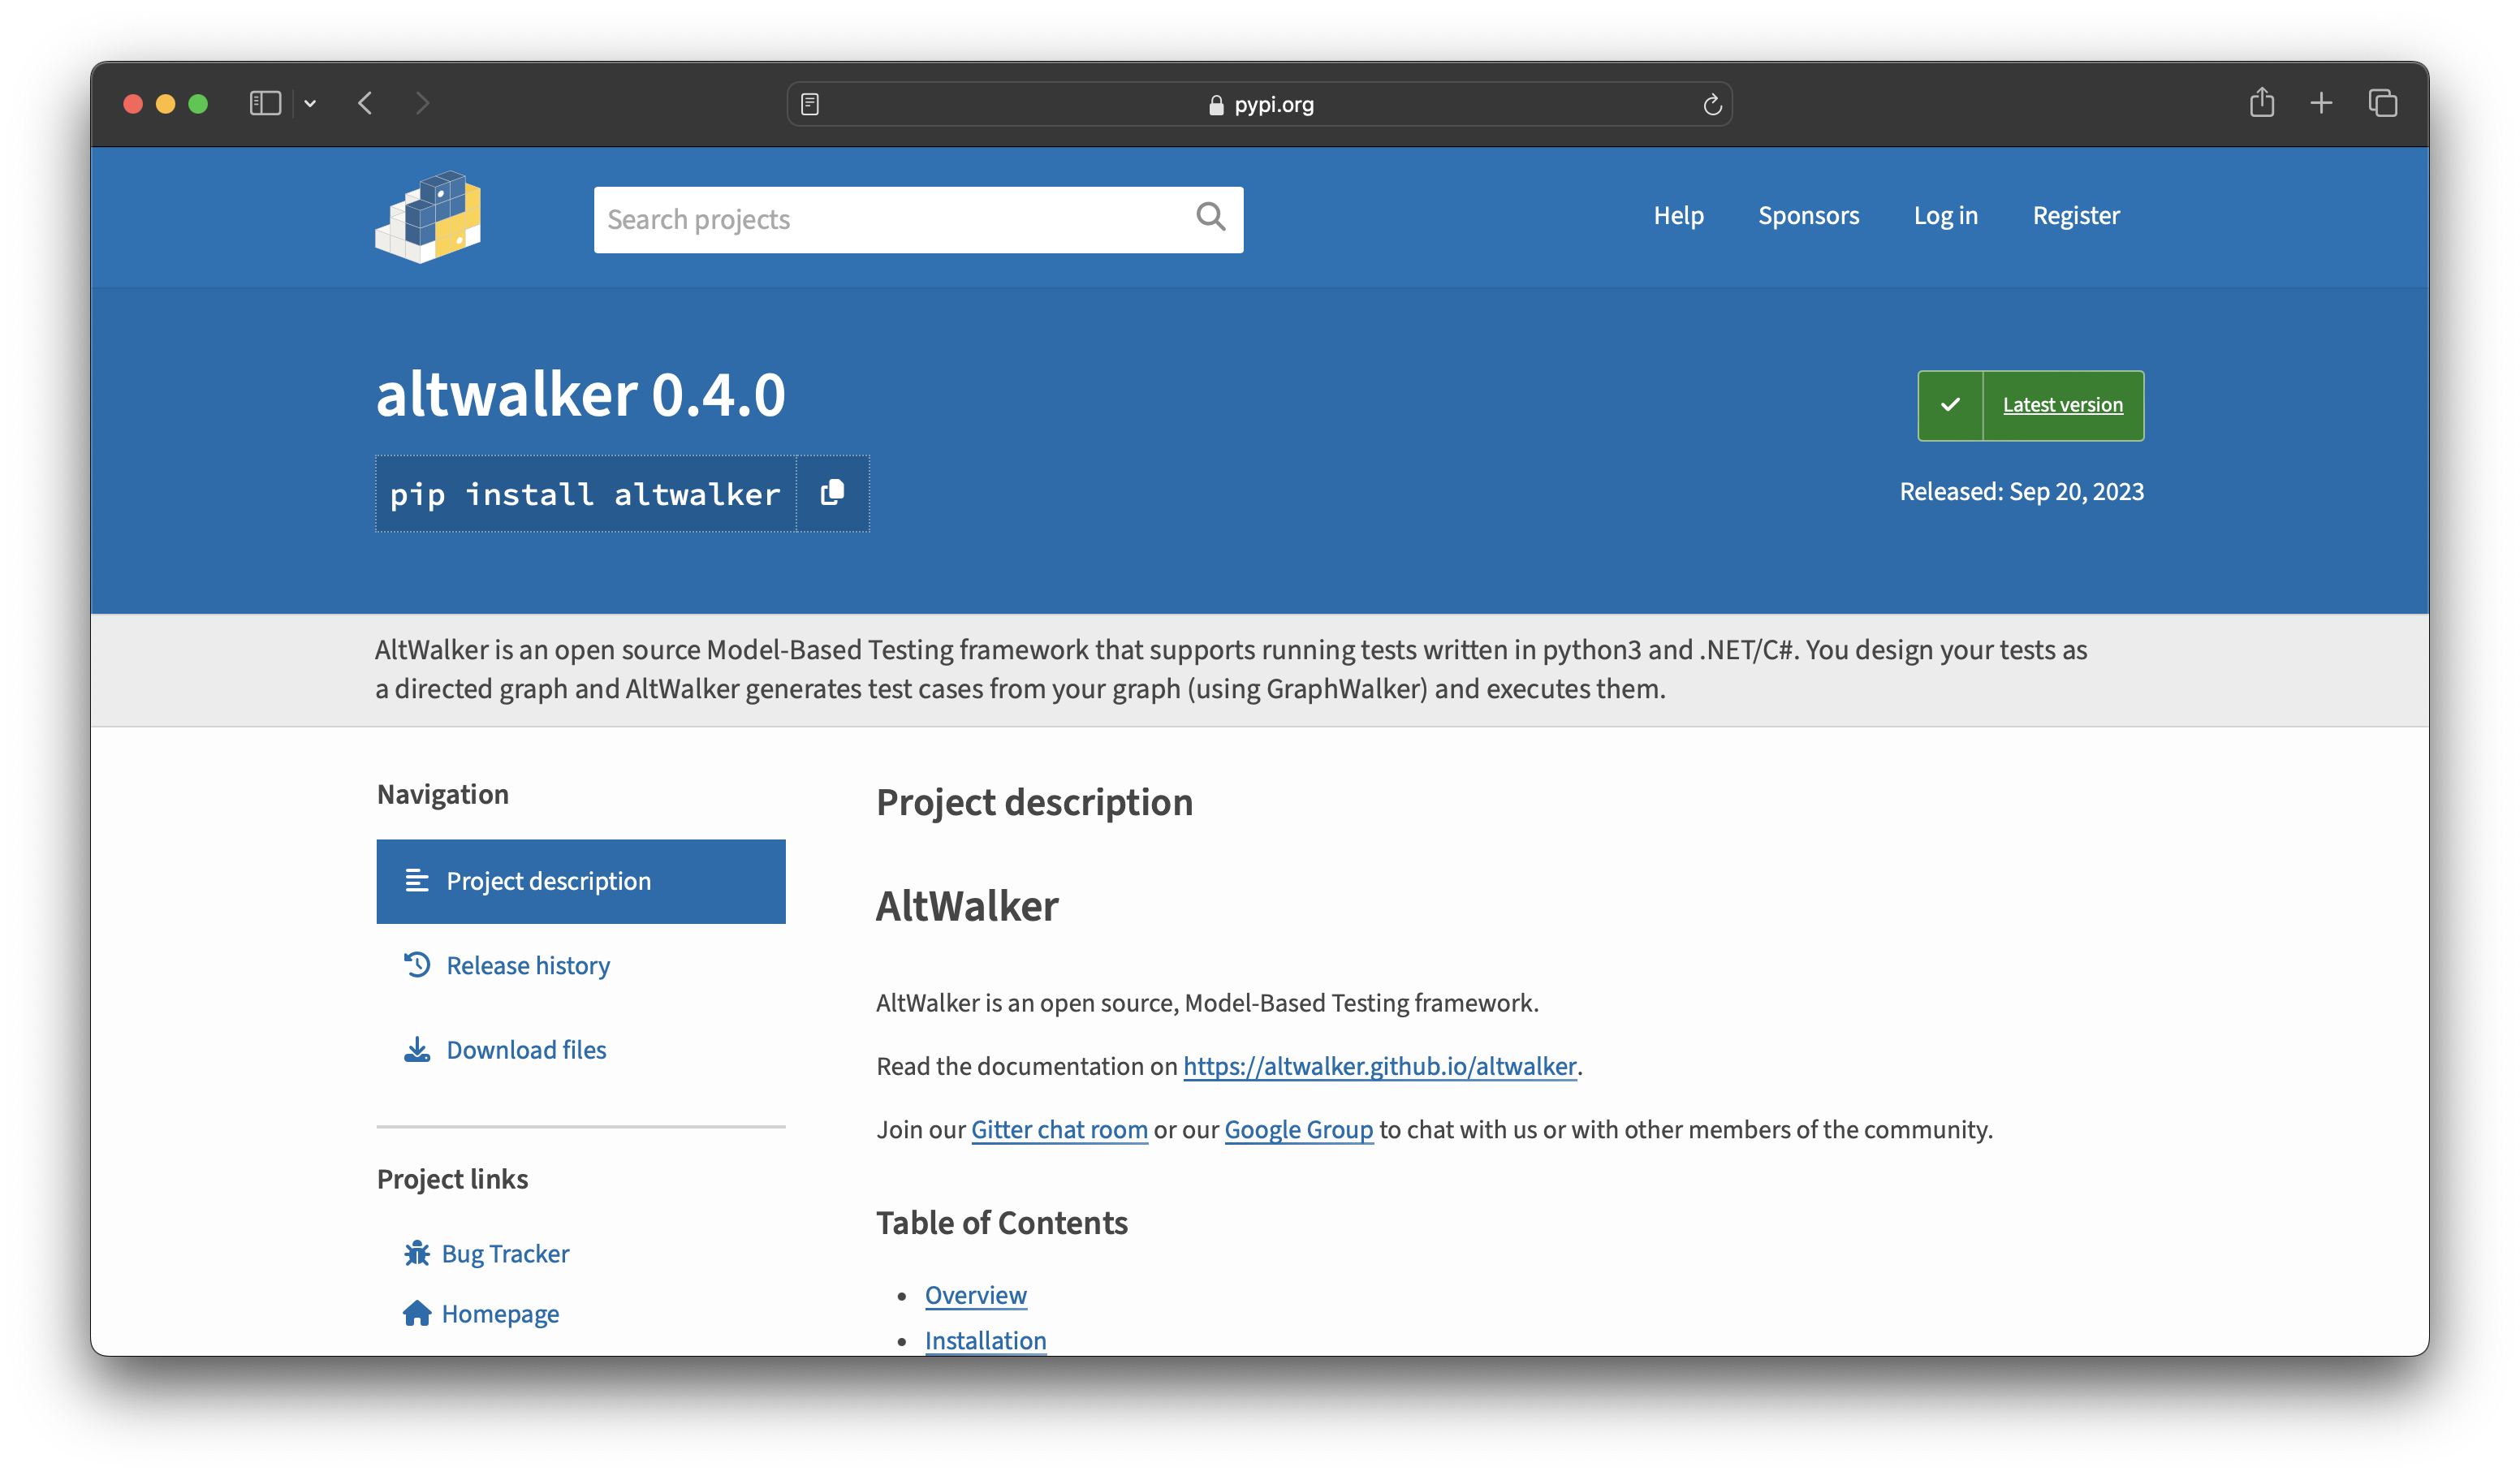 pypi.org
Search projects
Help
Sponsors
Log in
Register
altwalker 0.4.0
Latest version
pip install altwalker
Released: Sep 20, 2023
AltWalker is an open source Model-Based Testing framework that supports running tests written in python3 and .NET/C#. You design your tests as
a directed graph and AltWalker generates test cases from your graph (using GraphWalker) and executes them.
Navigation
Project description
Release history
Download files
Project links
Bug Tracker
Homepage
Project description
AltWalker
AltWalker is an open source, Model-Based Testing framework.
Read the documentation on https://altwalker.github.io/altwalker.
Join our Gitter chat room or our Google Group to chat with us or with other members of the community.
Table of Contents
• Overview
• Installation